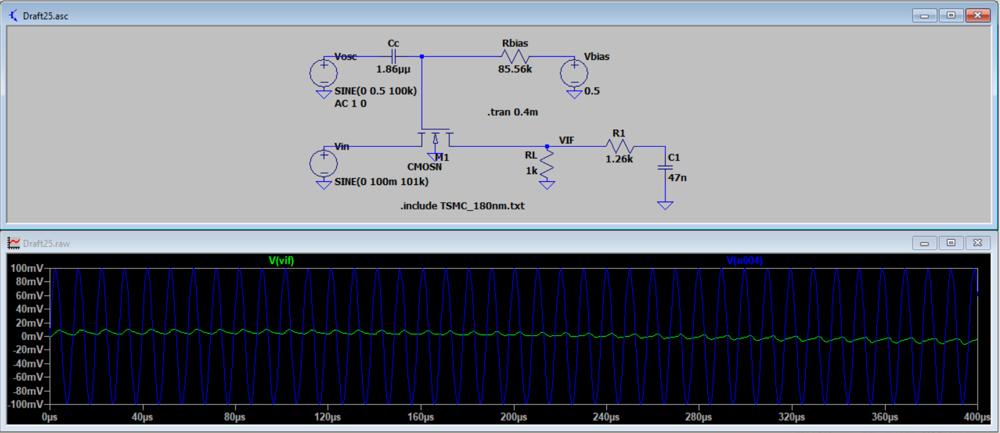 Draft25.asc
Cc
Rbias
Vosc
Vbias
1.86µµ
85.56k
SINE(0 0.5 100k)
0.5
AC 1 0
.tran 0.4m
R1
VIF
Vin
RL
1.26k
C1
M1
CMOSN
1k
47n
SINE(0 100m 101k)
.include TSMC_180nm.txt
Draft25.raw
V(vif)
V(n004)
100mV
80mV
60mV
40mV
20mV
0mV
-20mV
-40mV
-60mV
-80mV
-100mV
0µs 40µs 80µs 120µs 160µs 200µs 240µs 280µs 320µs 360µs 400µs